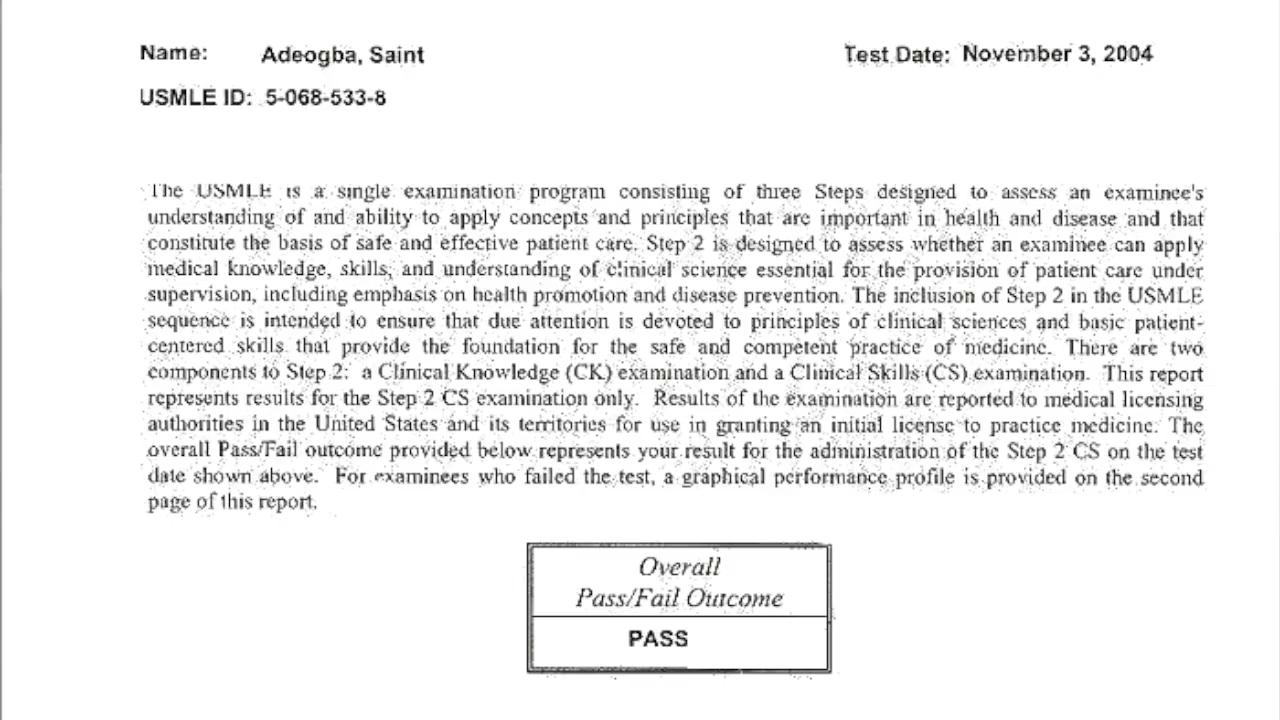 Name: Adeogba, Saint Test Date: November 3, 2004
USMLE ID: 5-068-533-8
The USMLE is a single examination program consisting of three Steps designed to assess an examinee's
understanding of and ability to apply concepts and principles that are important in health and disease and that
constitute the basis of safe and effective patient care. Step 2 is designed to assess whether an examinee can apply
medical knowledge, skills, and understanding of clinical science essential for the provision of patient care under
supervision, including emphasis on health promotion and disease prevention. The inclusion of Step 2 in the USMLE
sequence is intended to ensure that due attention is devoted to principles of clinical sciences and basic patient-
centered skills that provide the foundation for the safe and competent practice of medicine. There are two
components to Step 2: a Clinical Knowledge (CK) examination and a Clinical Skills (CS) examination. This report
represents results for the Step 2 CS examination only. Results of the examination are reported to medical licensing
authorities in the United States and its territories for use in granting an initial license to practice medicine. The
overall Pass/Fail outcome provided below represents your result for the administration of the Step 2 CS on the test
date shown above. For examinees who failed the test, a graphical performance profile is provided on the second
page of this report.
Overall
Pass/Fail Outcome
PASS